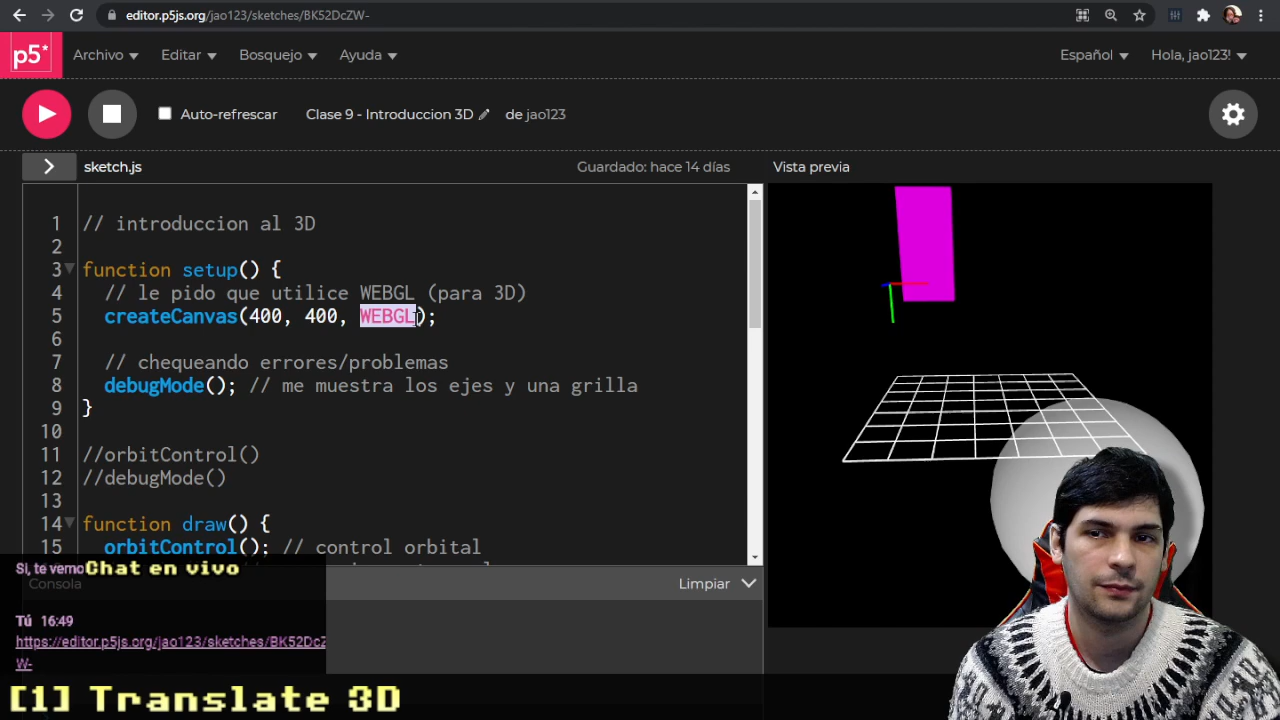 editor.p5js.org/jao123/sketches/BK52DcZW-
p5*
Archivo
Editar
Bosquejo
Ayuda
Español
Hola, jao123!
Auto-refrescar
Clase 9 - Introduccion 3D
de jao123
sketch.js
Guardado: hace 14 días
Vista previa
1 // introduccion al 3D
2
3 function setup() {
4 // le pido que utilice WEBGL (para 3D)
5 createCanvas(400, 400, WEBGL);
6
7 // chequeando errores/problemas
8 debugMode(); // me muestra los ejes y una grilla
9 }
10
11 //orbitControl()
12 //debugMode()
13
14 function draw() {
15 orbitControl(); // control orbital
Si, te vemo
Chat en vivo
Consola
Limpiar
Tú 16:49
https://editor.p5js.org/jao123/sketches/BK52DcZ
W-
[1] Translate 3D